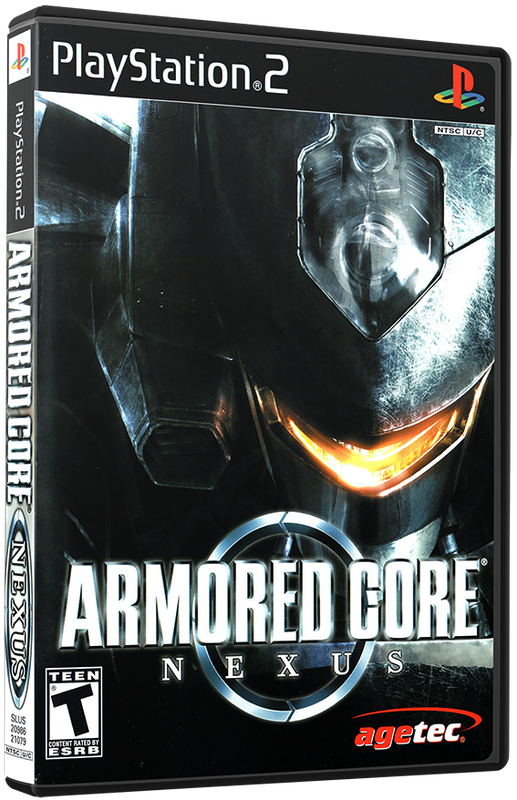 PlayStation®2
NTSC U/C
ARMORED CORE®
NEXUS
TEEN
T
CONTENT RATED BY
ESRB
agetec®
PlayStation®2
ARMORED CORE®
NEXUS
SLUS
20986
21079
NTSC U/C